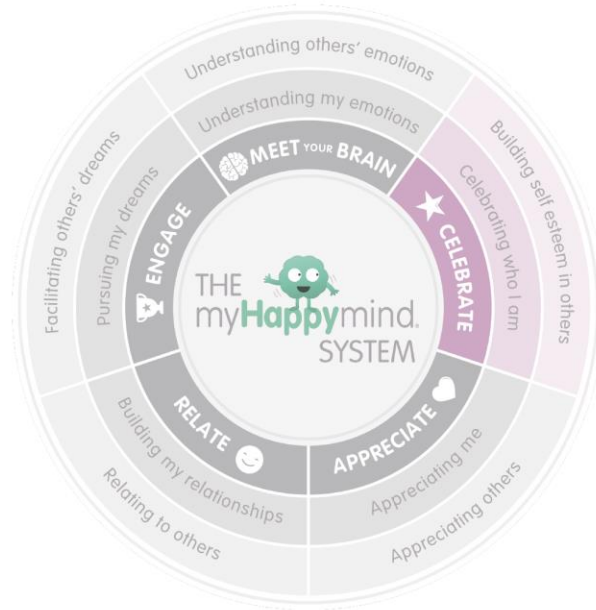 Understanding others' emotions
Understanding my emotions
MEET YOUR BRAIN
Building self esteem in others
Celebrating who I am
CELEBRATE
Appreciating others
Appreciating me
APPRECIATE
Relating to others
Building my relationships
RELATE
Facilitating others' dreams
Pursuing my dreams
ENGAGE
THE
myHappymind.
SYSTEM